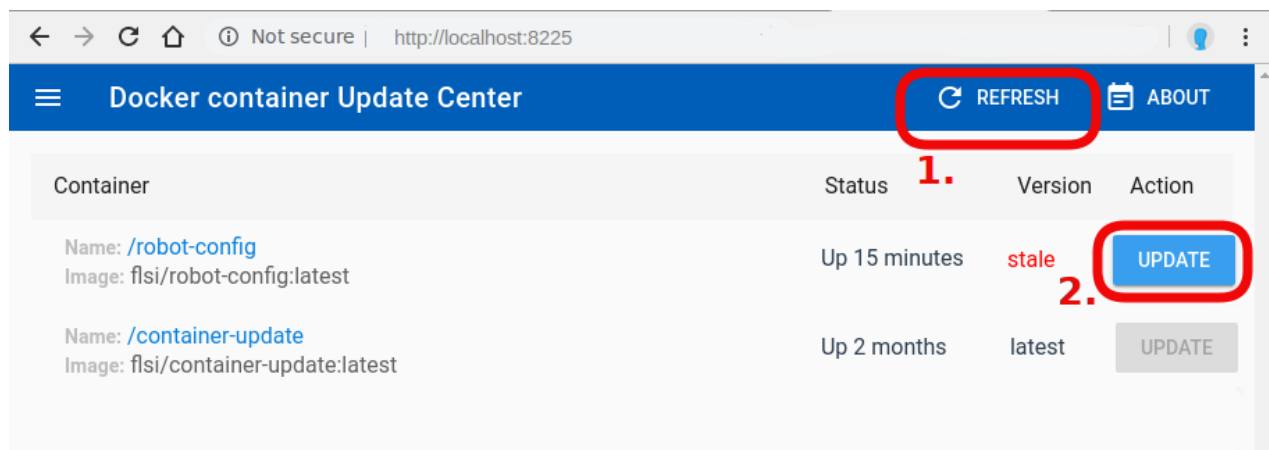 Not secure | http://localhost:8225
Docker container Update Center REFRESH ABOUT
1.
Container Status Version Action
Name: /robot-config
Image: flsi/robot-config:latest
Up 15 minutes stale UPDATE
2.
Name: /container-update
Image: flsi/container-update:latest
Up 2 months latest UPDATE